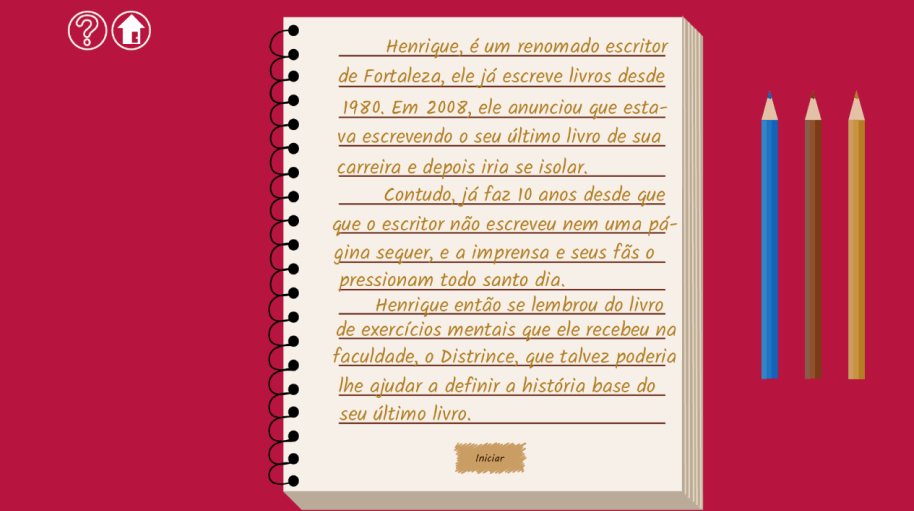 Henrique, é um renomado escritor
de Fortaleza, ele já escreve livros desde
1980. Em 2008, ele anunciou que esta-
va escrevendo o seu último livro de sua
carreira e depois iria se isolar.
Contudo, já faz 10 anos desde que
que o escritor não escreveu nem uma pá-
gina sequer, e a imprensa e seus fãs o
pressionam todo santo dia.
Henrique então se lembrou do livro
de exercícios mentais que ele recebeu na
faculdade, o Distrince, que talvez poderia
lhe ajudar a definir a história base do
seu último livro.
Iniciar